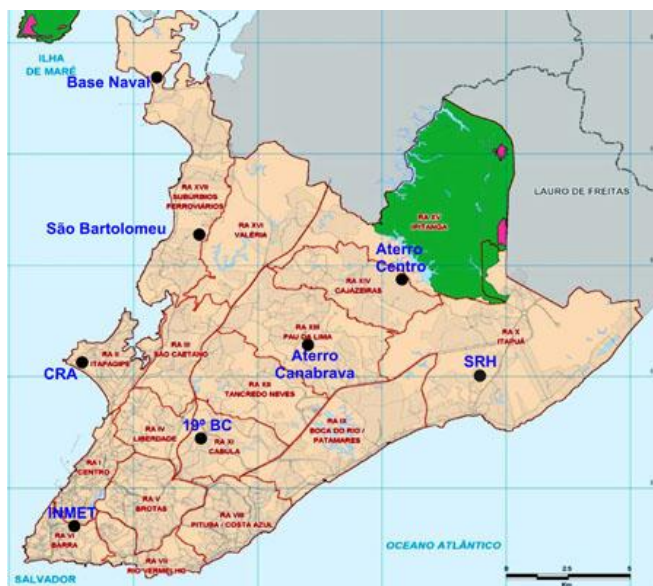 ILHA
DE MARÉ
Base Naval
LAURO DE FREITAS
RA XVII
SUBÚRBIOS
FERROVIÁRIOS
São Bartolomeu
RA XVI
VALÉRIA
RA XV
IPITANGA
Aterro
Centro
RA XIV
CAJAZEIRAS
RA III
SÃO CAETANO
RA XIII
PAU DA LIMA
RA X
ITAPUÃ
RA II
ITAPAGIPE
CRA
Aterro
Canabrava
SRH
RA XII
TANCREDO NEVES
RA IV
LIBERDADE
19º BC
RA XI
CABULA
RA IX
BOCA DO RIO /
PATAMARES
RA I
CENTRO
RA V
BROTAS
RA VIII
PITUBA / COSTA AZUL
INMET
RA VI
BARRA
RA VII
RIO VERMELHO
OCEANO ATLÂNTICO
SALVADOR
0 2.5 5
Km